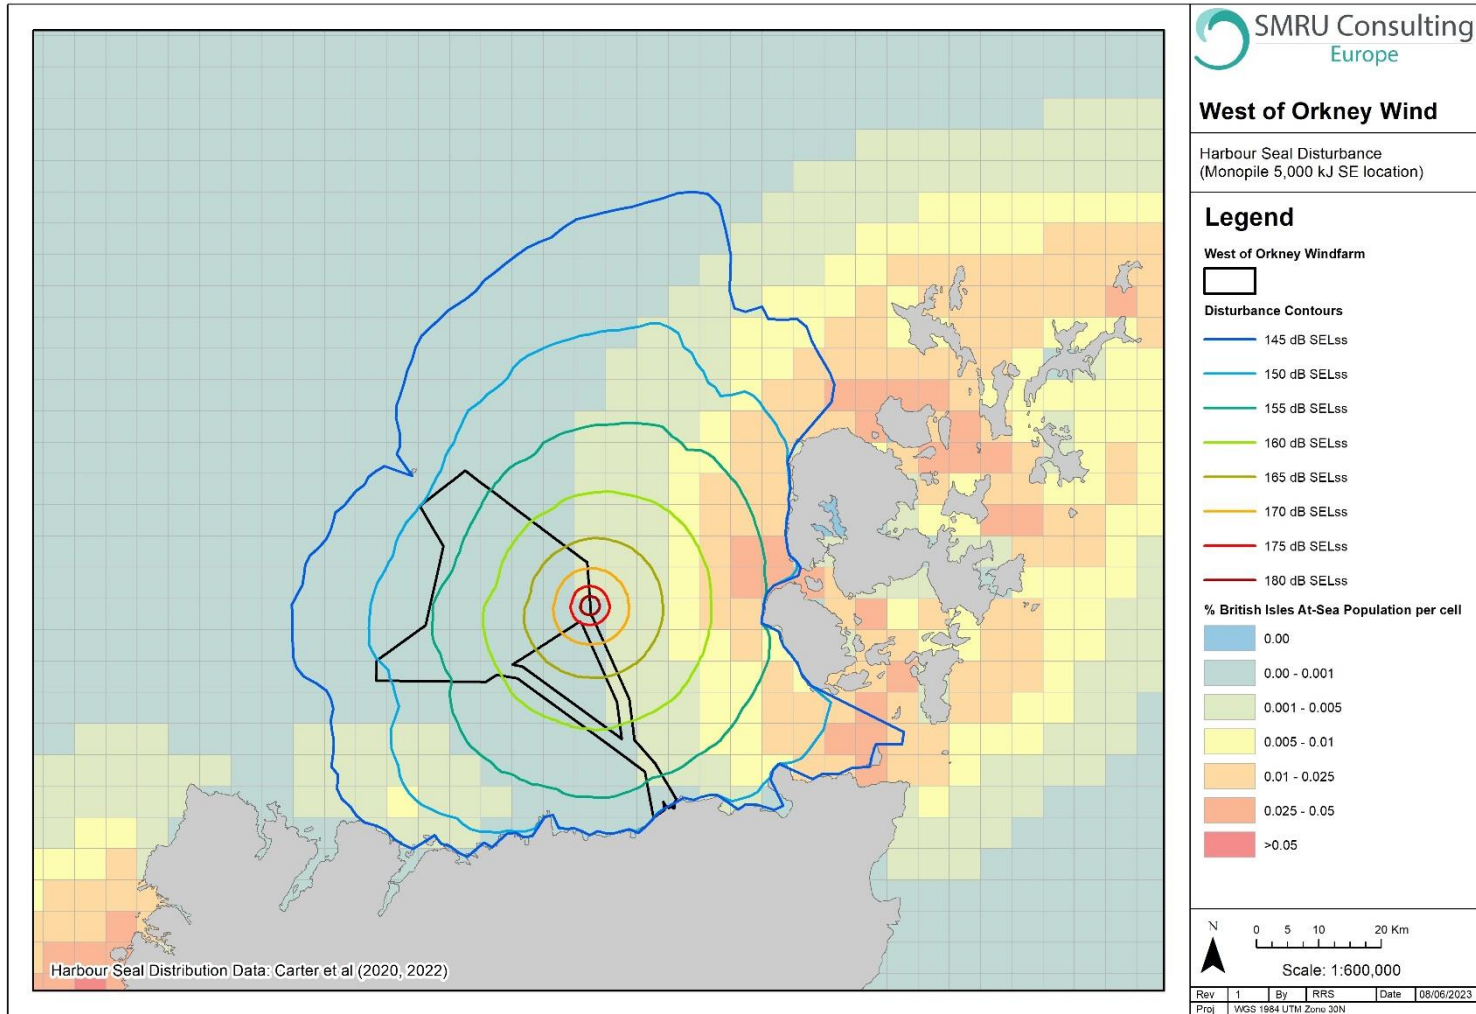 SMRU Consulting
Europe
West of Orkney Wind
Harbour Seal Disturbance
(Monopile 5,000 kJ SE location)
Legend
West of Orkney Windfarm
Disturbance Contours
145 dB SELss
150 dB SELss
155 dB SELss
160 dB SELss
165 dB SELss
170 dB SELss
175 dB SELss
180 dB SELss
% British Isles At-Sea Population per cell
0.00
0.00 - 0.001
0.001 - 0.005
0.005 - 0.01
0.01 - 0.025
0.025 - 0.05
>0.05
N
0 5 10 20 Km
Scale: 1:600,000
Rev 1 By RRS Date 08/06/2023
Proj WGS 1984 UTM Zone 30N
Harbour Seal Distribution Data: Carter et al (2020, 2022)